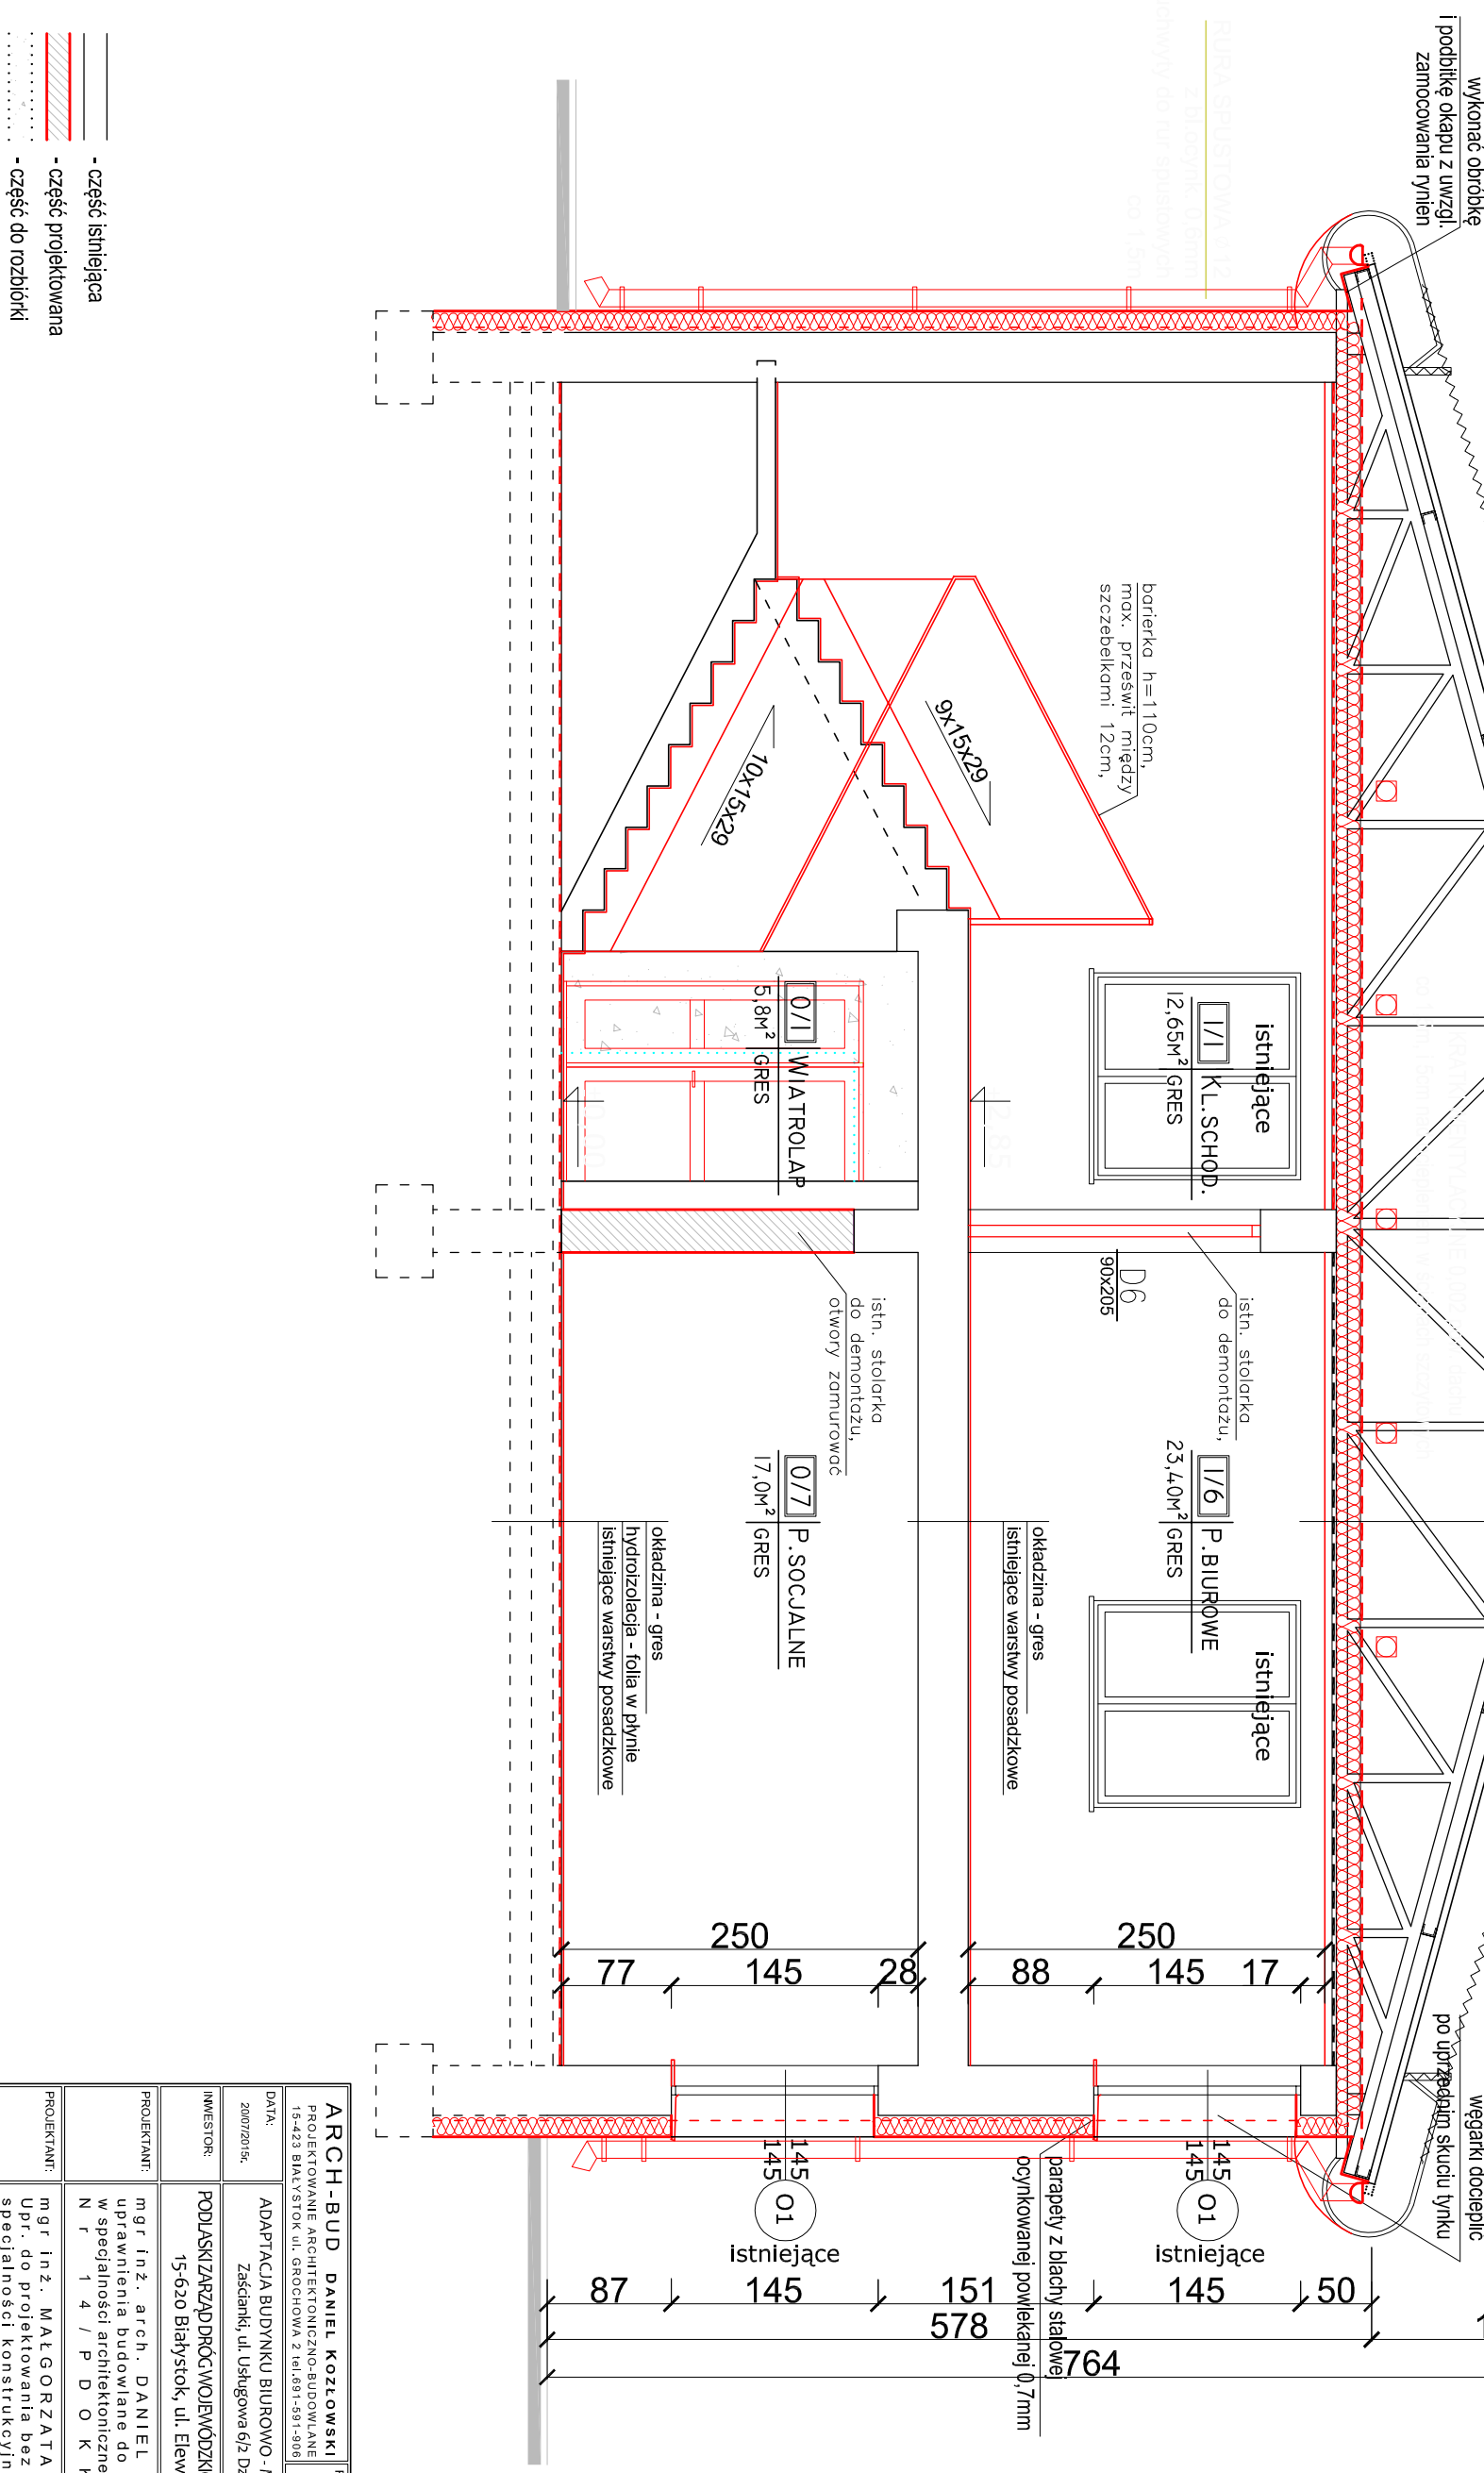 wykonać obróbkę
i podbitkę okapu z uwzgl.
zamocowania rynien
węgarki docieplić
po uprzednim skuciu tynku
barierka h=110cm,
max. prześwit między
szczebelkami 12cm,
9x15x29
10x15x29
istniejące
1/1 KL.SCHOD.
12,65M² GRES
0/1 WIATROLAP
5,8M² GRES
D6
90x205
istn. stolarka
do demontażu,
istn. stolarka
do demontażu,
otwory zamurować
1/6 P.BIUROWE
23,40M² GRES
istniejące
0/7 P.SOCJALNE
17,0M² GRES
okładzina - gres
istniejące warstwy posadzkowe
okładzina - gres
hydroizolacja - folia w płynie
istniejące warstwy posadzkowe
250
250
77
145
28
88
145
17
145
145
O1
istniejące
145
145
O1
istniejące
parapety z blachy stalowej
ocynkowanej powlekanej 0,7mm
87
145
151
145
50
578
764
- część istniejąca
- część projektowana
- część do rozbiórki
ARCH-BUD DANIEL KOZŁOWSKI
PROJEKTOWANIE ARCHITEKTONICZNO-BUDOWLANE
15-423 BIAŁYSTOK ul. GROCHOWA 2 tel.691-591-906
DATA:
20/07/2015r.
ADAPTACJA BUDYNKU BIUROWO -
Zaścianki, ul. Usługowa 6/2
INWESTOR:
PODLASKI ZARZĄD DRÓG
15-620 Białystok, ul.
PROJEKTANT:
mgr inż. arch. DANIEL
uprawnienia budowlane do
w specjalności
Nr 14/PDOK
PROJEKTANT:
mgr inż. MAŁGORZATA
Upr. do projektowania bez
specjalności